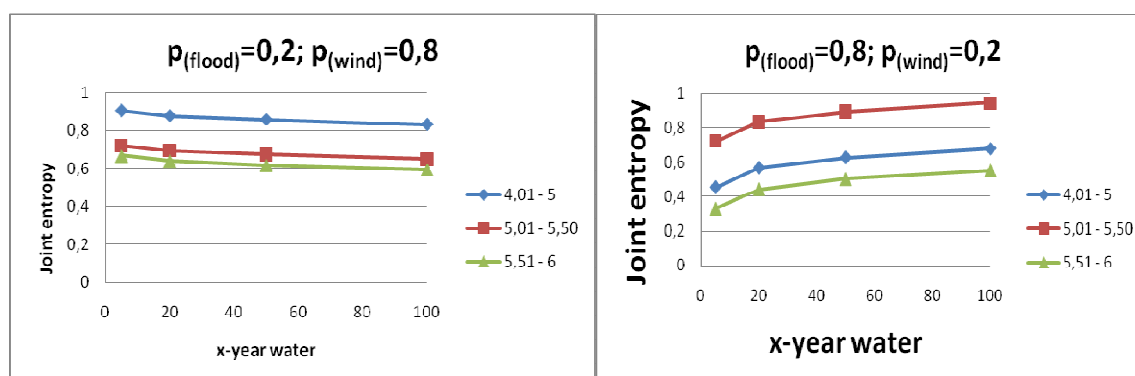 p(flood)=0,2; p(wind)=0,8
Joint entropy
1
0,8
0,6
0,4
0,2
0
0 20 40 60 80 100
x-year water
4,01 - 5
5,01 - 5,50
5,51 - 6
p(flood)=0,8; p(wind)=0,2
Joint entropy
1
0,8
0,6
0,4
0,2
0
0 20 40 60 80 100
x-year water
4,01 - 5
5,01 - 5,50
5,51 - 6